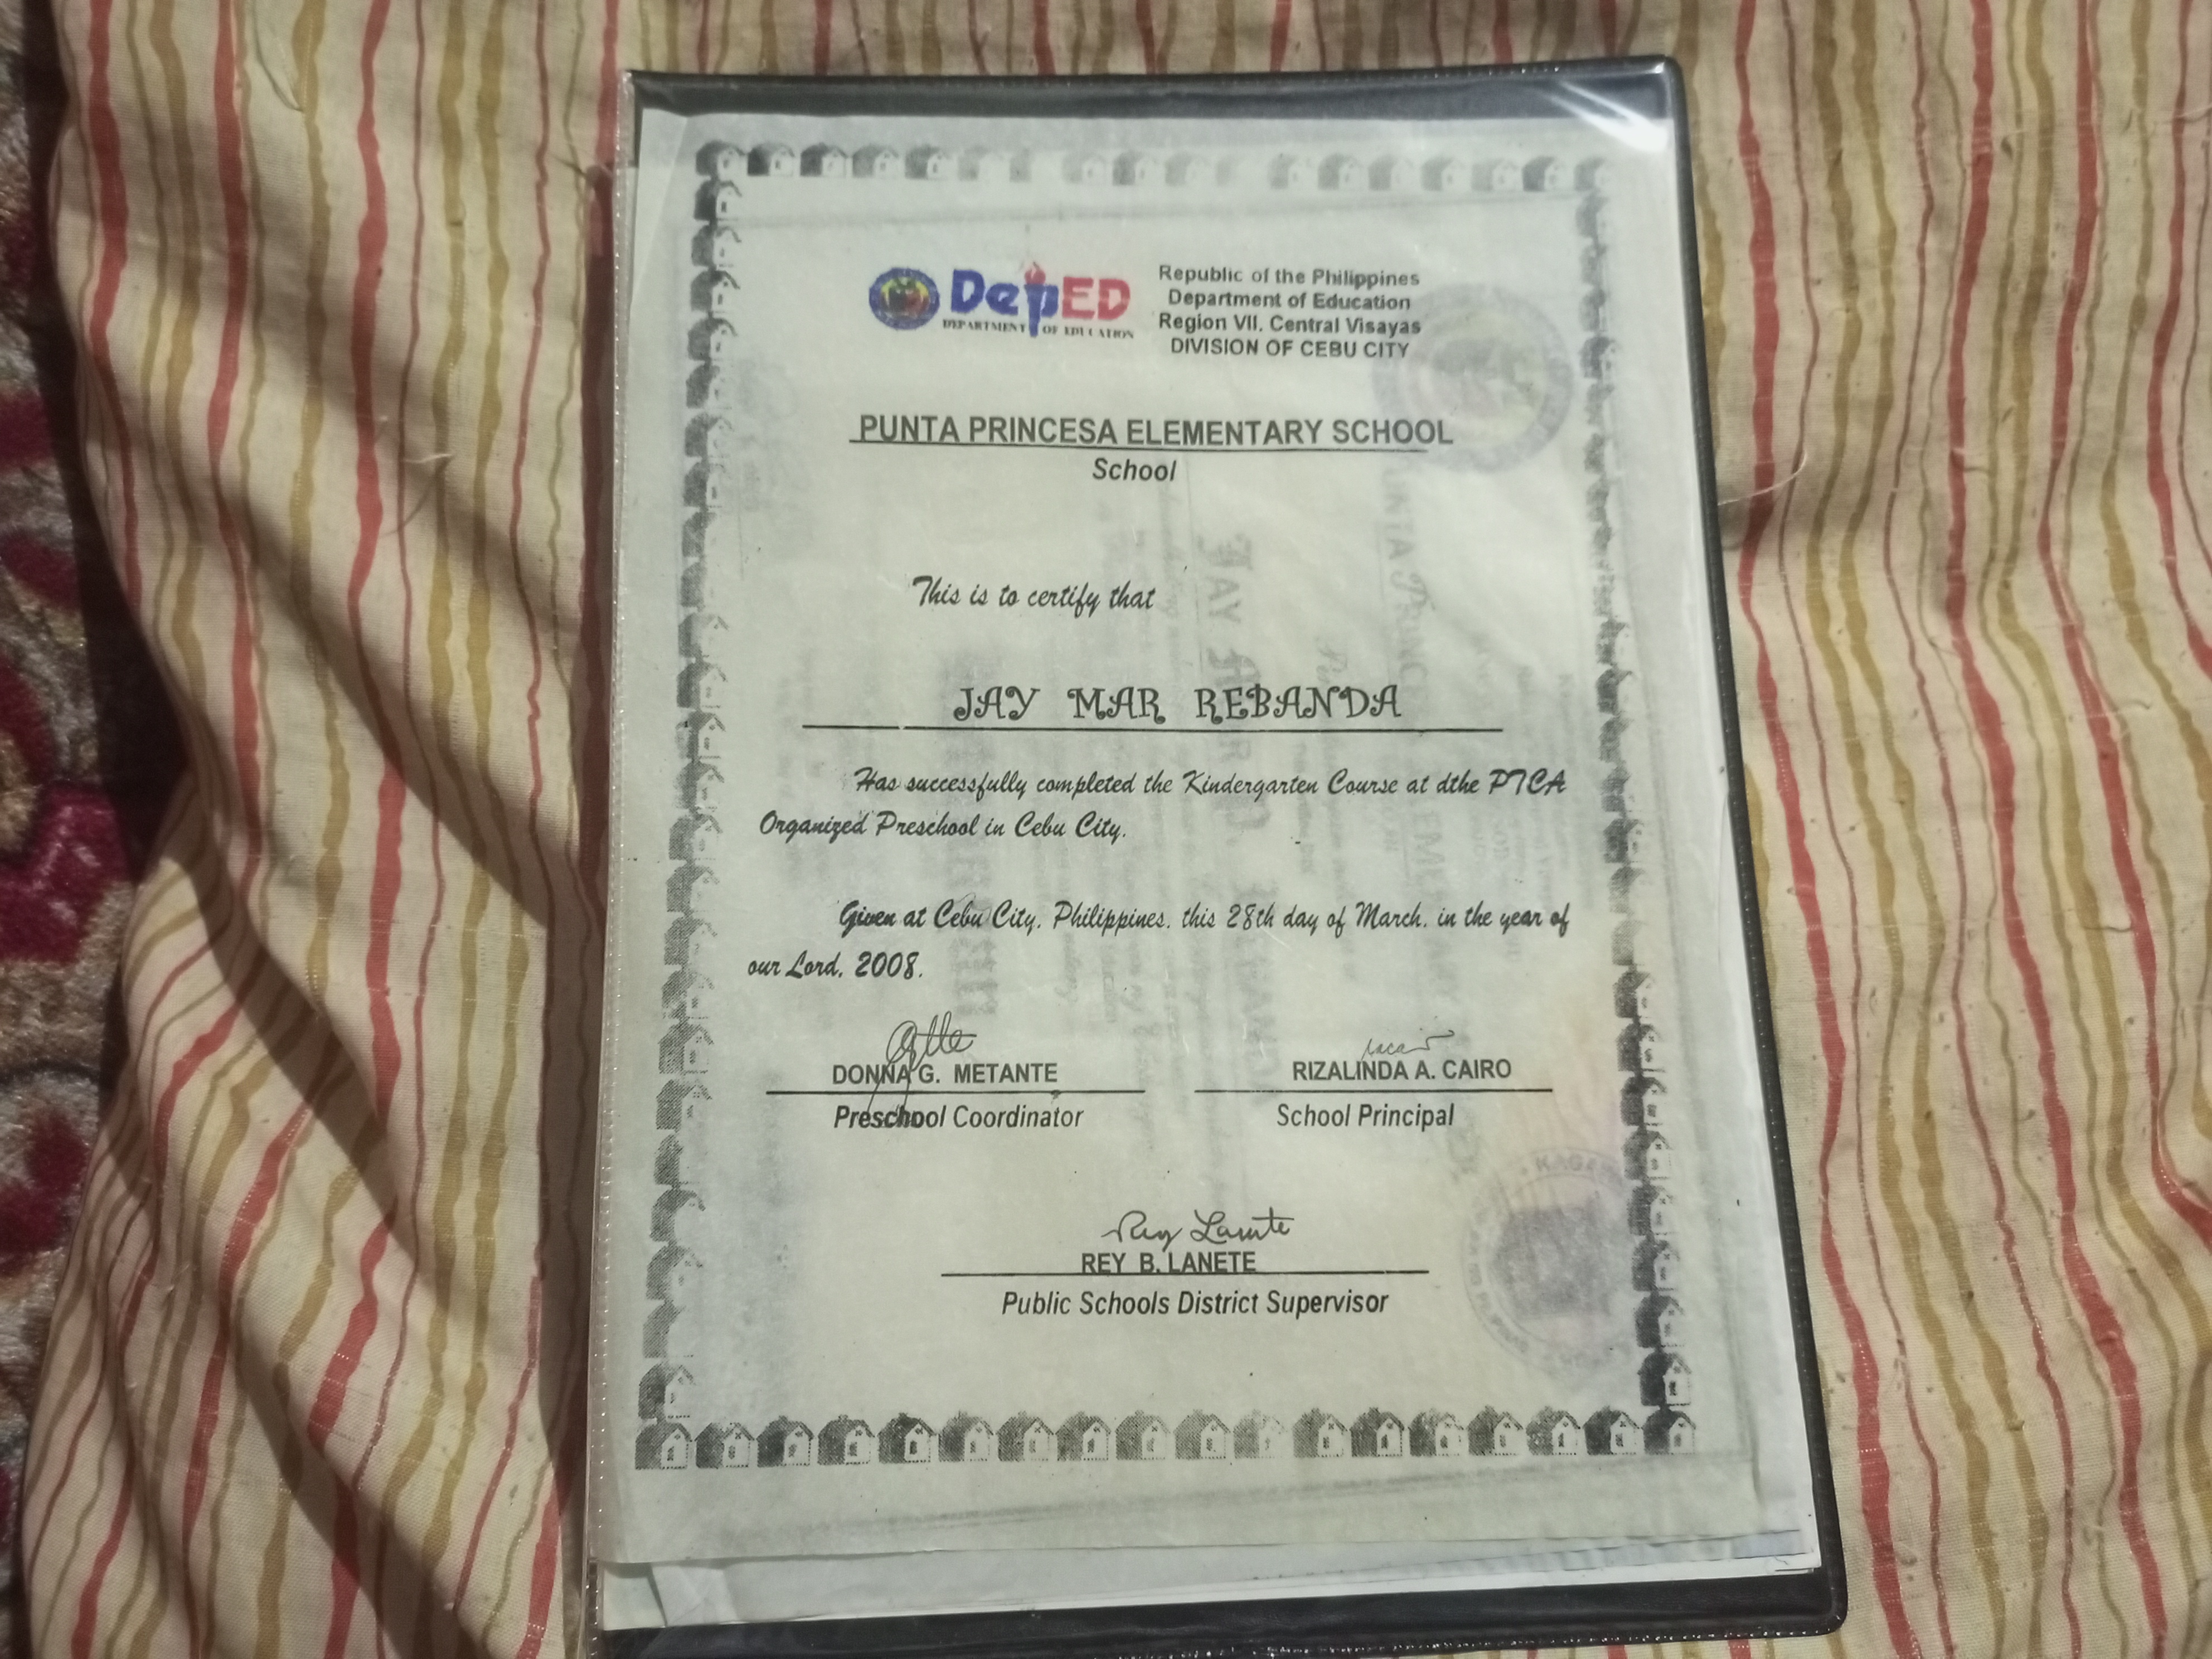 DepED
DEPARTMENT OF EDUCATION
Republic of the Philippines
Department of Education
Region VII, Central Visayas
DIVISION OF CEBU CITY
PUNTA PRINCESA ELEMENTARY SCHOOL
School
This is to certify that
JAY MAR REBANDA
Has successfully completed the Kindergarten Course at dthe PTCA
Organized Preschool in Cebu City.
Given at Cebu City, Philippines, this 28th day of March, in the year of
our Lord, 2008.
DONNA G. METANTE
Preschool Coordinator
RIZALINDA A. CAIRO
School Principal
Rey Lanete
REY B. LANETE
Public Schools District Supervisor